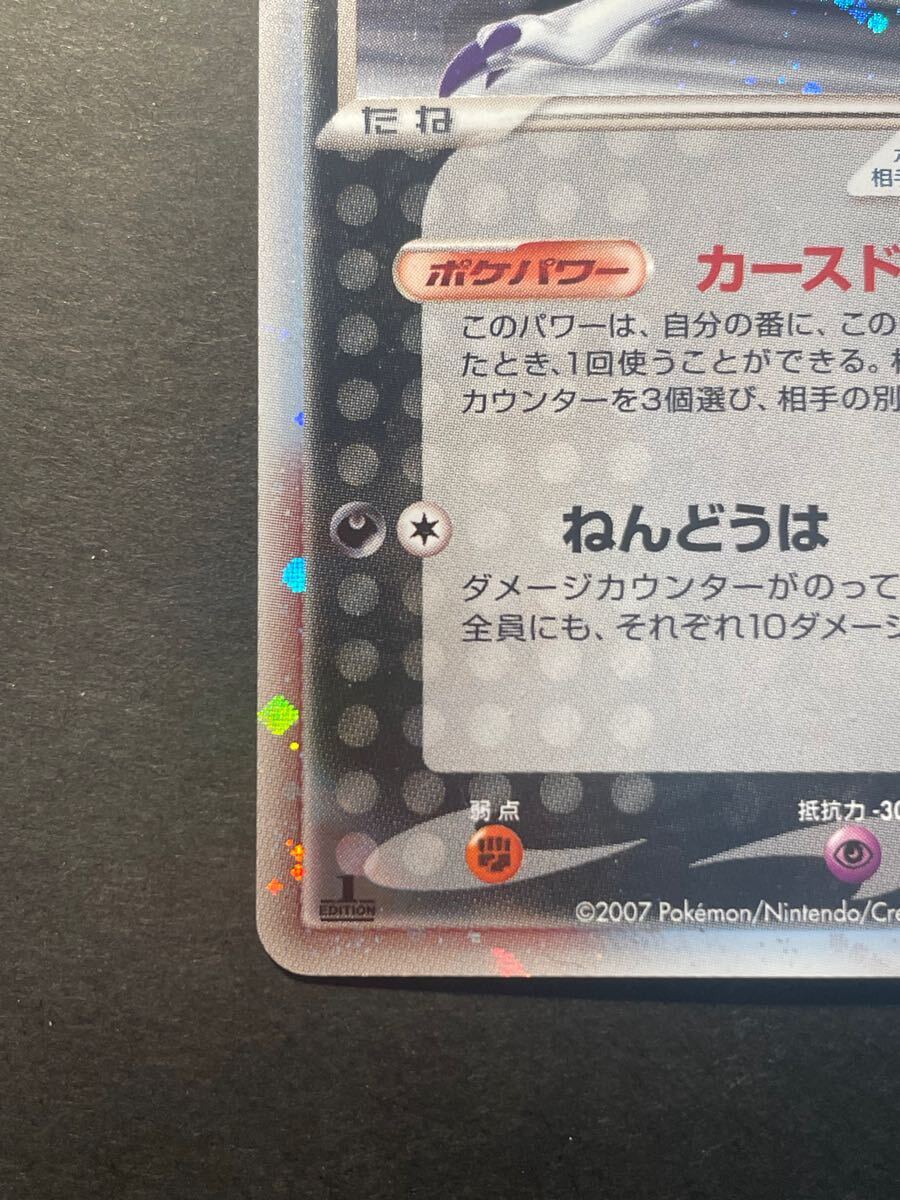 だね
相手
ポケパワー カースド
このパワーは、自分の番に、この
たとき、1回使うことができる。
カウンターを3個選び、相手の別
ねんどうは
ダメージカウンターがのって
全員にも、それぞれ10ダメージ
弱点
抵抗力 -30
1
EDITION
©2007 Pokémon/Nintendo/Cre